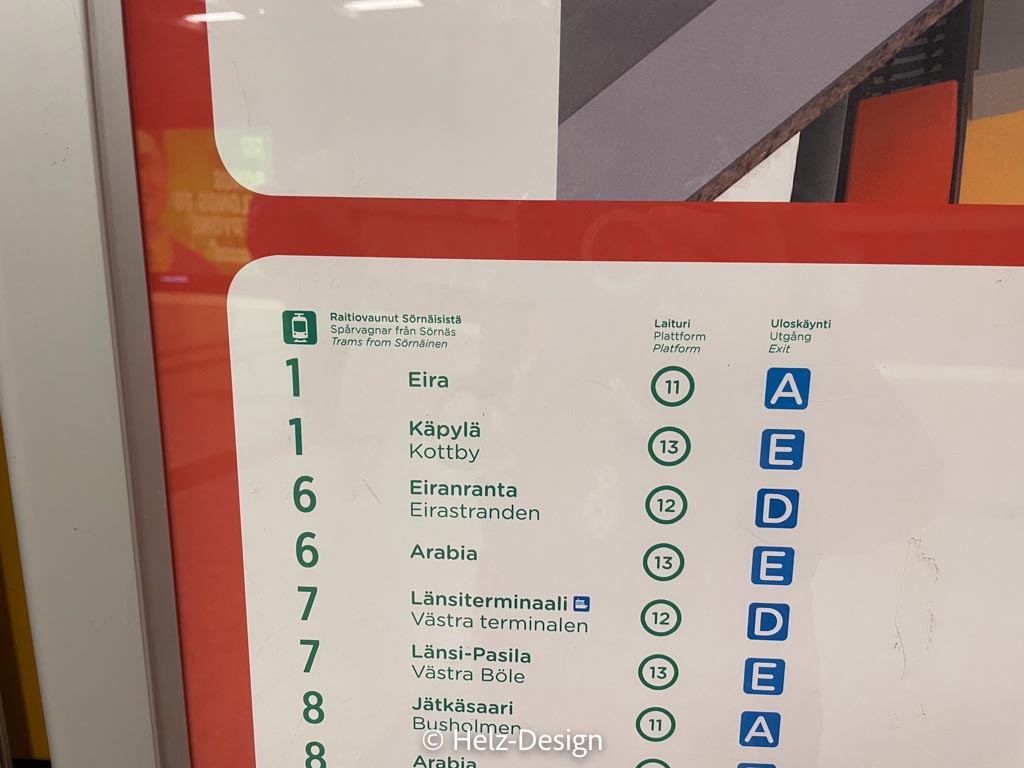 Raitiovaunut Sörnäisistä
Spårvagnar från Sörnäs
Trams from Sörnäinen
Laituri
Plattform
Platform
Uloskäynti
Utgång
Exit
1 Eira 11 A
1 Käpylä 13 E
Kottby
6 Eiranranta 12 D
Eirastranden
6 Arabia 13 E
7 Länsiterminaali 12 D
Västra terminalen
7 Länsi-Pasila 13 E
Västra Böle
8 Jätkäsaari 11 A
Busholmen
8 Arabia
© Helz-Design